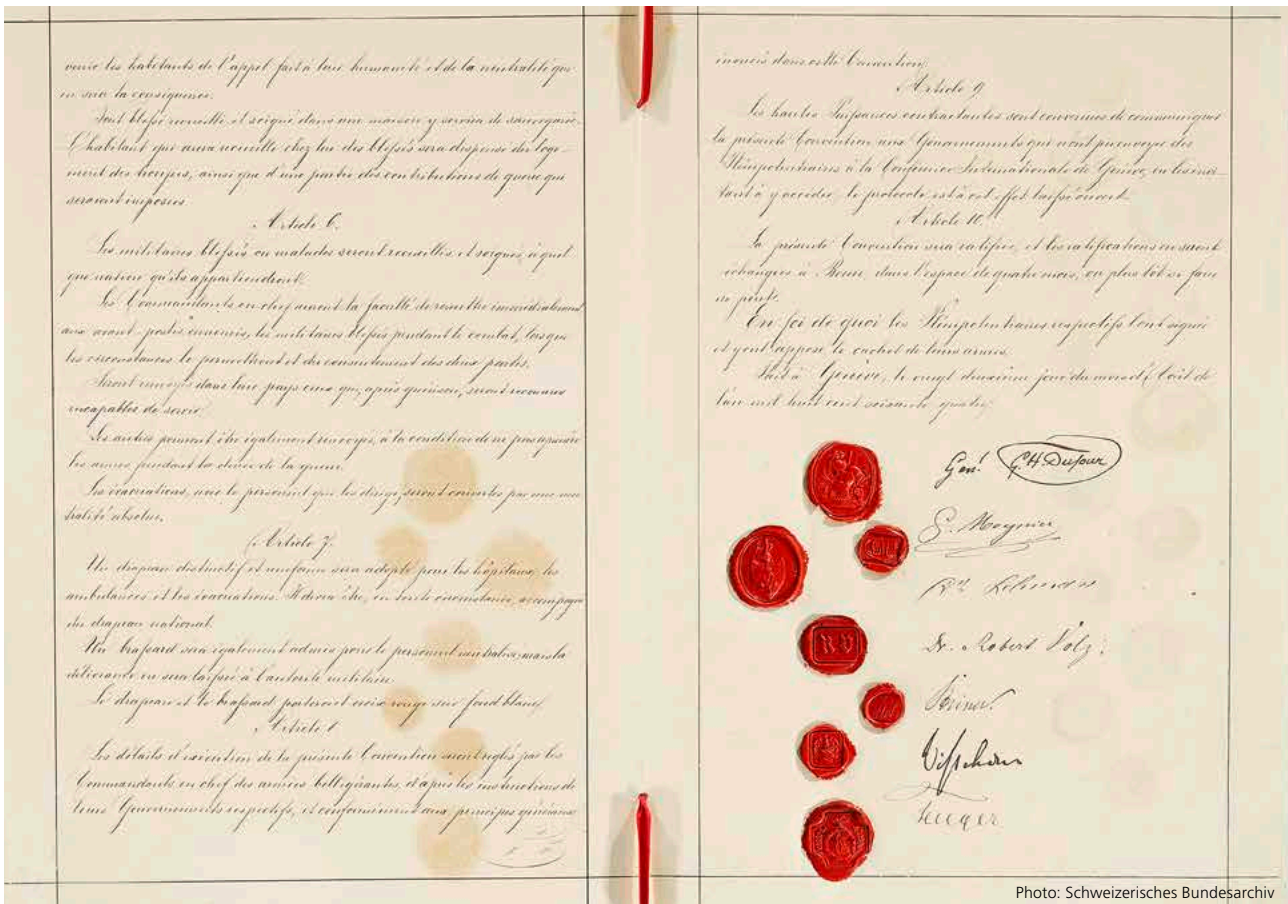 venir les habitants de l'appel fait à leur humanité et de la neutralité qui
en sera la conséquence.
Tout blessé recueilli et soigné dans une maison y servira de sauvegarde.
L'habitant qui aura recueilli chez lui des blessés sera dispensé du loge-
ment des troupes, ainsi que d'une partie des contributions de guerre qui
seraient imposées.
Article 6.
Les militaires blessés ou malades seront recueillis et soignés, à quel
que nation qu'ils appartiendront.
Les Commandants en chef auront la faculté de remettre immédiatement
aux avant-postes ennemis, les militaires blessés pendant le combat, lorsque
les circonstances le permettront et du consentement des deux partis.
Seront renvoyés dans leur pays ceux qui, après guérison, seront reconnus
incapables de servir.
Les autres pourront être également renvoyés, à la condition de ne pas reprendre
les armes pendant la durée de la guerre.
Les évacuations, avec le personnel qui les dirige, seront couvertes par une neu-
tralité absolue.
Article 7.
Un drapeau distinctif et uniforme sera adopté pour les hôpitaux, les
ambulances et les évacuations. Il devra être, en toute circonstance, accompagné
du drapeau national.
Un brassard sera également admis pour le personnel neutralisé; mais la
délivrance en sera laissée à l'autorité militaire.
Le drapeau et le brassard porteront croix rouge sur fond blanc.
Article 8
Les détails d'exécution de la présente Convention seront réglés par les
Commandants en chef des armées belligérantes, d'après les instructions de
leurs Gouvernements respectifs, et conformément aux principes généraux
énoncés dans cette Convention.
Article 9
Les hautes Puissances contractantes sont convenues de communiquer
la présente Convention aux Gouvernements qui n'ont pu envoyer des
Plénipotentiaires à la Conférence Internationale de Genève, en les invi-
tant à y accéder; le protocole est à cet effet laissé ouvert.
Article 10.
La présente Convention sera ratifiée, et les ratifications en seront
échangées à Berne, dans l'espace de quatre mois, ou plus tôt si faire
se peut.
En foi de quoi les Plénipotentiaires respectifs l'ont signée
et y ont apposé le cachet de leurs armes.
Fait à Genève, le vingt deuxième jour du mois d'Août de
l'an mil huit cent soixante quatre.
Gén. G.H. Dufour
G. Moynier
Dr Lehmann
Dr. Robert Volz.
R V
Steiner.
Visschers
Fenger
Photo: Schweizerisches Bundesarchiv